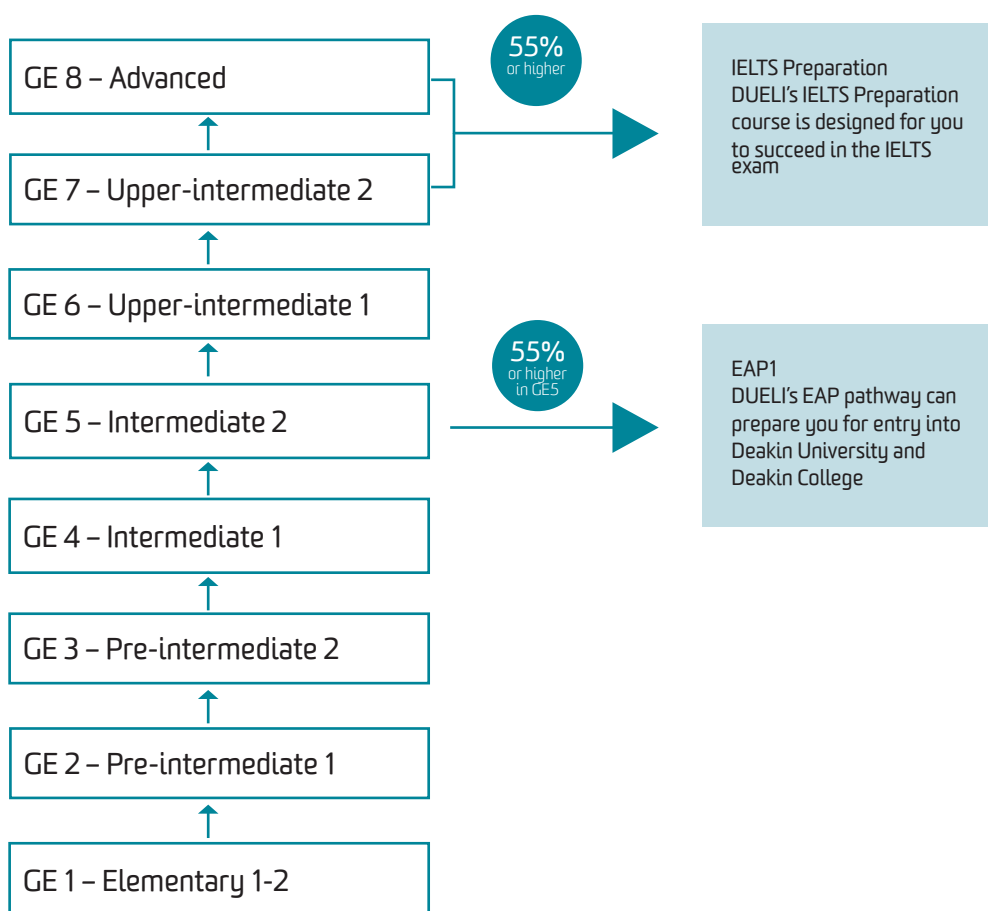 GE 8 – Advanced
GE 7 – Upper-intermediate 2
55%
or higher
IELTS Preparation
DUELI's IELTS Preparation
course is designed for you
to succeed in the IELTS
exam
GE 6 – Upper-intermediate 1
GE 5 – Intermediate 2
55%
or higher
in GE5
EAP1
DUELI's EAP pathway can
prepare you for entry into
Deakin University and
Deakin College
GE 4 – Intermediate 1
GE 3 – Pre-intermediate 2
GE 2 – Pre-intermediate 1
GE 1 – Elementary 1-2